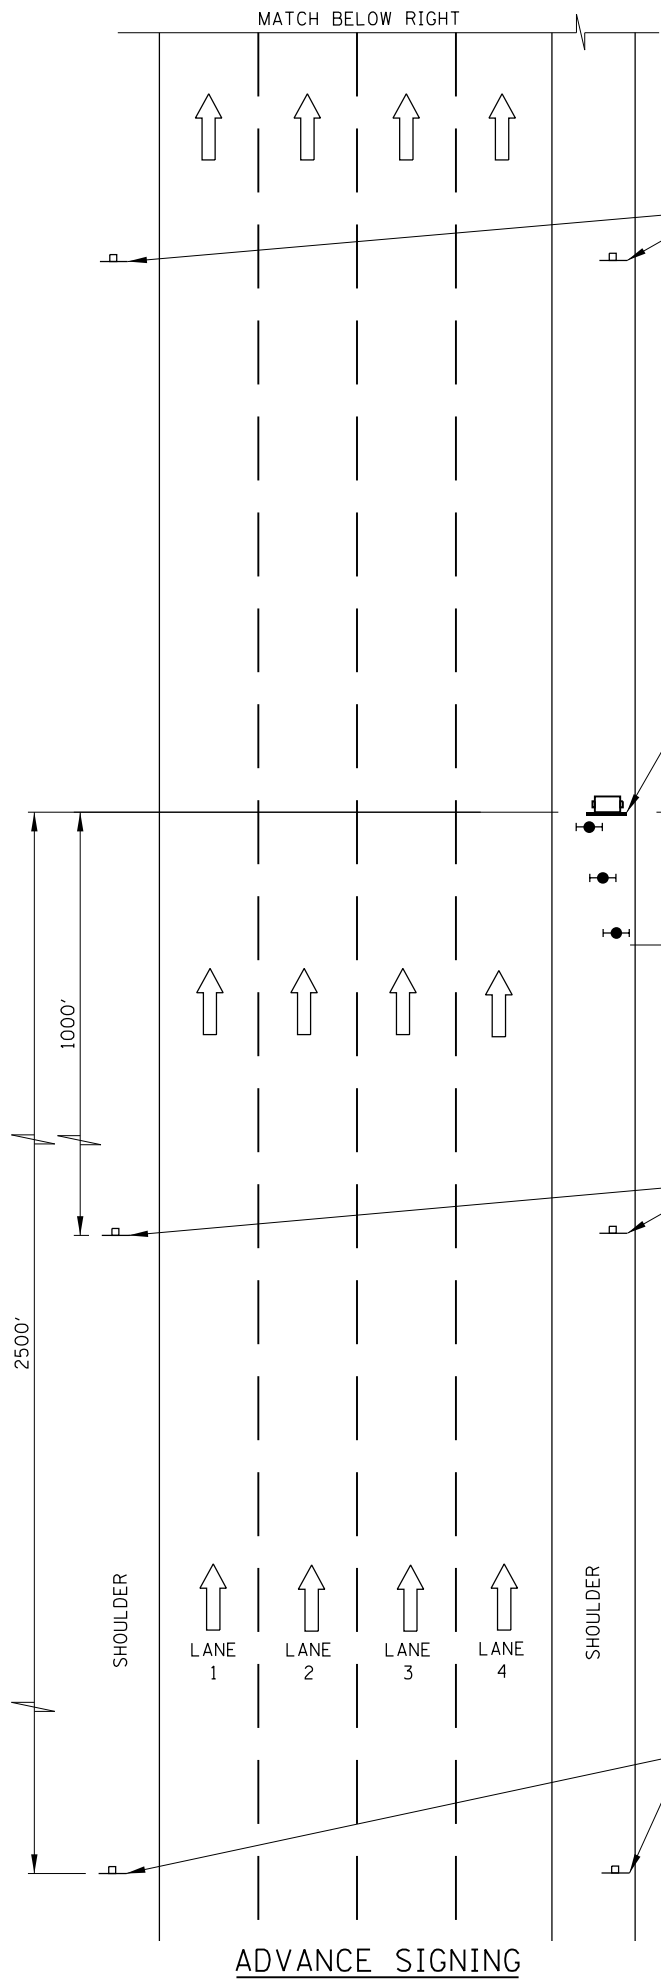 MATCH BELOW RIGHT
1000'
2500'
SHOULDER
SHOULDER
LANE 1
LANE 2
LANE 3
LANE 4
ADVANCE SIGNING